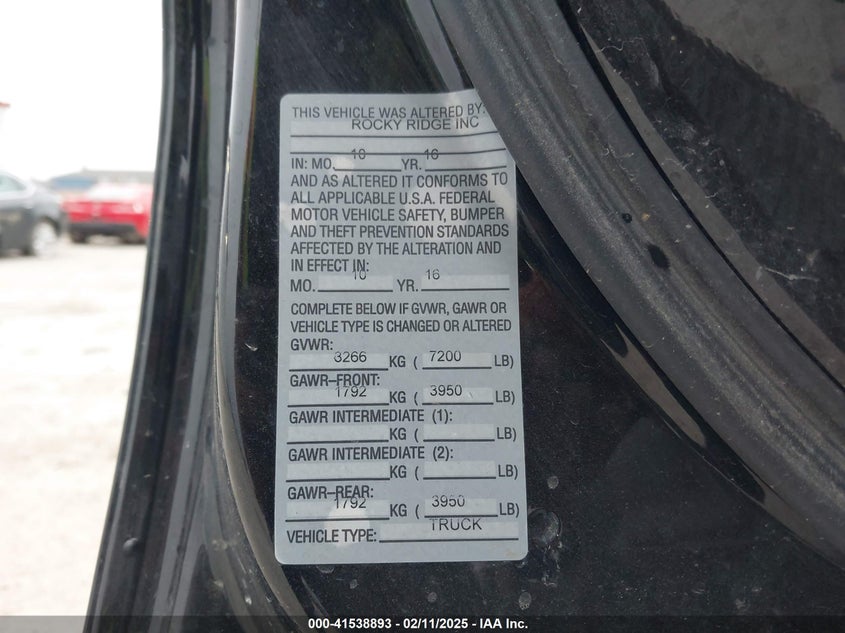 THIS VEHICLE WAS ALTERED BY:
ROCKY RIDGE INC
IN: MO. 10 YR. 16
AND AS ALTERED IT CONFORMS TO
ALL APPLICABLE U.S.A. FEDERAL
MOTOR VEHICLE SAFETY, BUMPER
AND THEFT PREVENTION STANDARDS
AFFECTED BY THE ALTERATION AND
IN EFFECT IN:
MO. 10 YR. 16
COMPLETE BELOW IF GVWR, GAWR OR
VEHICLE TYPE IS CHANGED OR ALTERED
GVWR:
3266 KG ( 7200 LB)
GAWR–FRONT:
1792 KG ( 3950 LB)
GAWR INTERMEDIATE (1):
KG ( LB)
GAWR INTERMEDIATE (2):
KG ( LB)
GAWR–REAR:
1792 KG ( 3950 LB)
VEHICLE TYPE: TRUCK
000-41538893 - 02/11/2025 - IAA Inc.